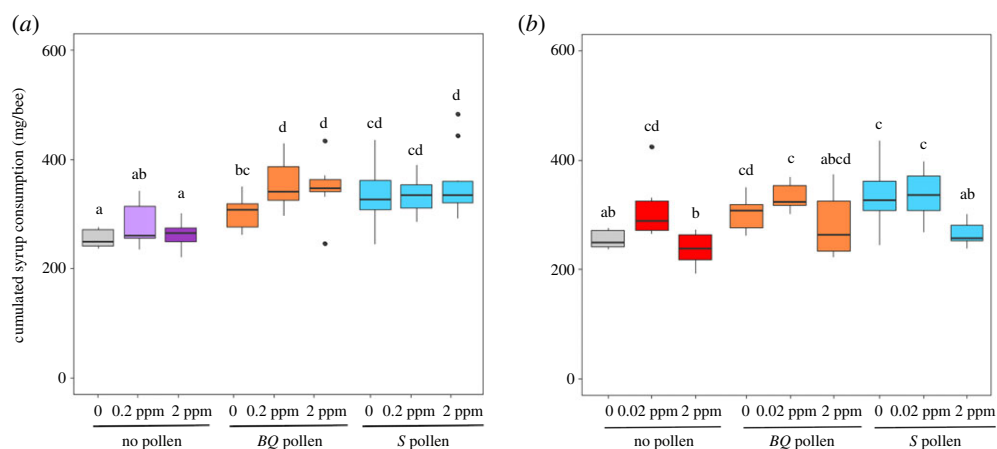 (a)
(b)
cumulated syrup consumption (mg/bee)
600
400
200
0
a
ab
a
bc
d
d
cd
cd
d
0 0.2 ppm 2 ppm 0 0.2 ppm 2 ppm 0 0.2 ppm 2 ppm
no pollen BQ pollen S pollen
600
400
200
0
ab
cd
b
cd
c
abcd
c
c
ab
0 0.02 ppm 2 ppm 0 0.02 ppm 2 ppm 0 0.02 ppm 2 ppm
no pollen BQ pollen S pollen